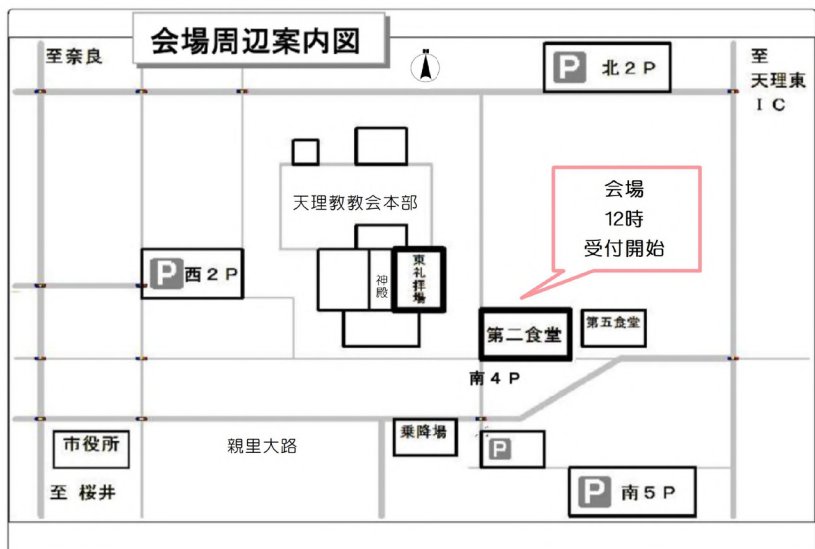 会場周辺案内図
至奈良
P 北2P
至
天理東
IC
天理教教会本部
会場
12時
受付開始
P 西2P
神殿
東礼拝場
第二食堂
第五食堂
南4P
市役所
親里大路
乗降場
P
至 桜井
P 南5P